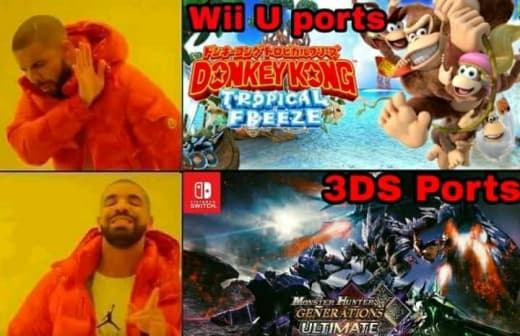 Wii U ports
ドンキーコング トロピカルフリーズ
DONKEY KONG
TROPICAL
FREEZE
3DS Ports
NINTENDO
SWITCH
MONSTER HUNTER
GENERATIONS
ULTIMATE